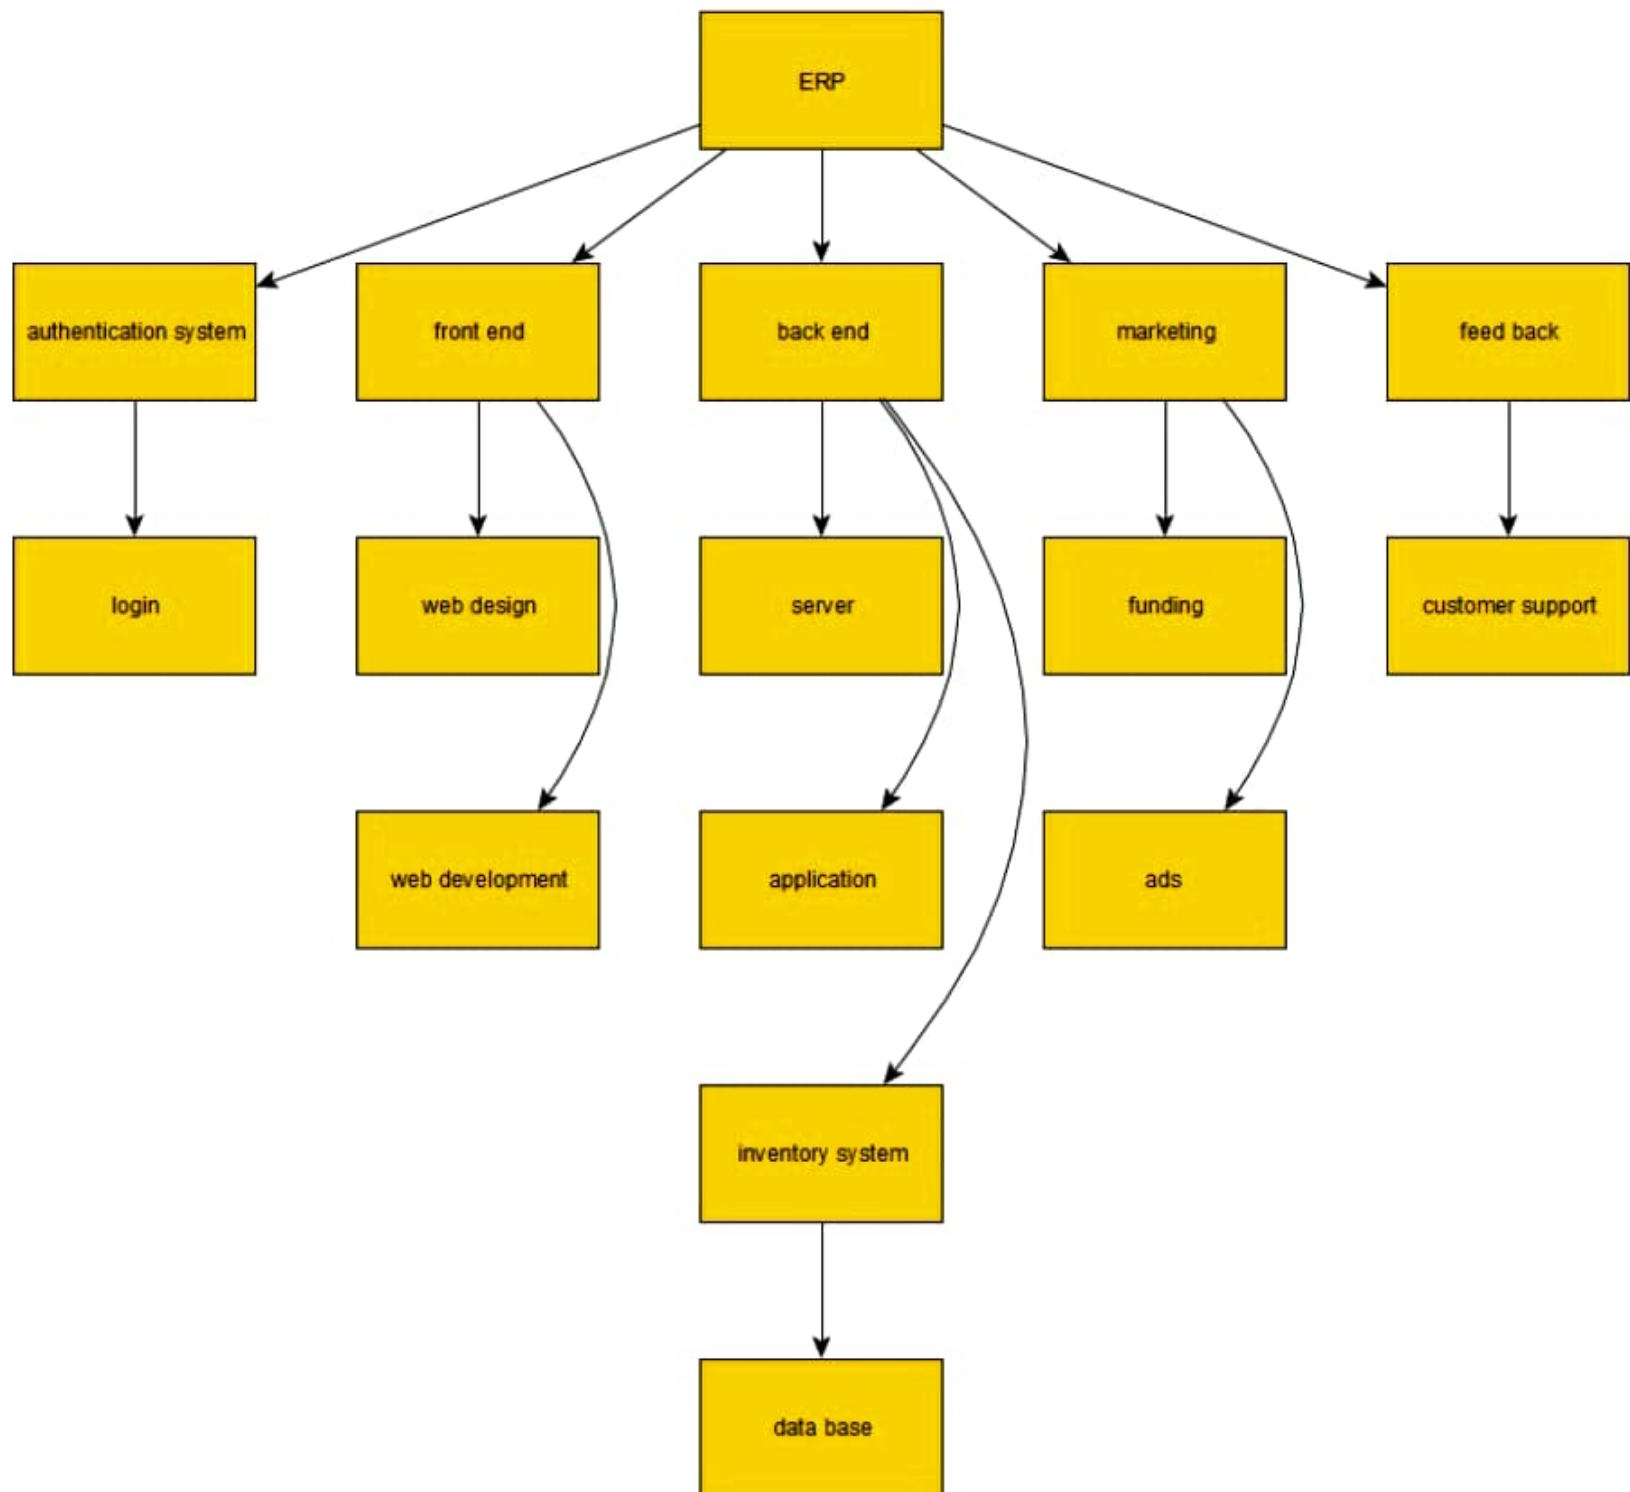 ERP
authentication system
front end
back end
marketing
feed back
login
web design
server
funding
customer support
web development
application
ads
inventory system
data base